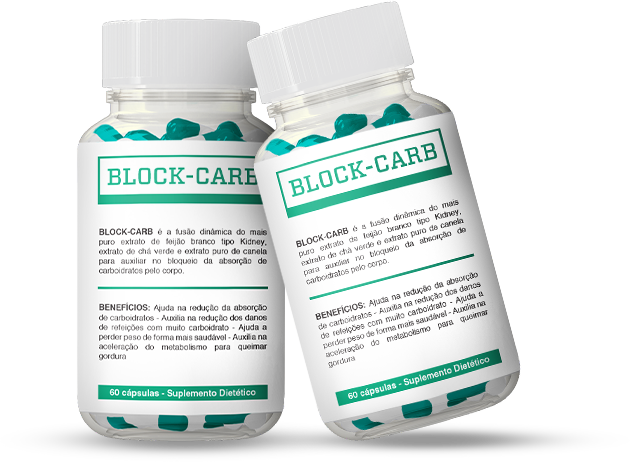 BLOCK-CARB
BLOCK-CARB é a fusão dinâmica do mais
puro extrato de feijão branco tipo Kidney,
extrato de chá verde e extrato puro de canela
para auxiliar no bloqueio da absorção de
carboidratos pelo corpo.
BENEFÍCIOS: Ajuda na redução da absorção
de carboidratos - Auxilia na redução dos danos
de refeições com muito carboidrato - Ajuda a
perder peso de forma mais saudável - Auxilia na
aceleração do metabolismo para queimar
gordura
60 cápsulas - Suplemento Dietético
BLOCK-CARB
BLOCK-CARB é a fusão dinâmica do mais
puro extrato de feijão branco tipo Kidney,
extrato de chá verde e extrato puro de canela
para auxiliar no bloqueio da absorção de
carboidratos pelo corpo.
BENEFÍCIOS: Ajuda na redução da absorção
de carboidratos - Auxilia na redução dos danos
de refeições com muito carboidrato - Ajuda a
perder peso de forma mais saudável - Auxilia na
aceleração do metabolismo para queimar
gordura
60 cápsulas - Suplemento Dietético